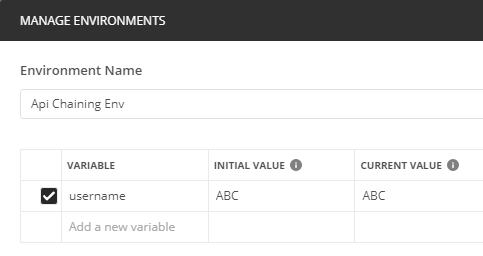 MANAGE ENVIRONMENTS
Environment Name
Api Chaining Env
VARIABLE INITIAL VALUE i CURRENT VALUE i
username ABC ABC
Add a new variable